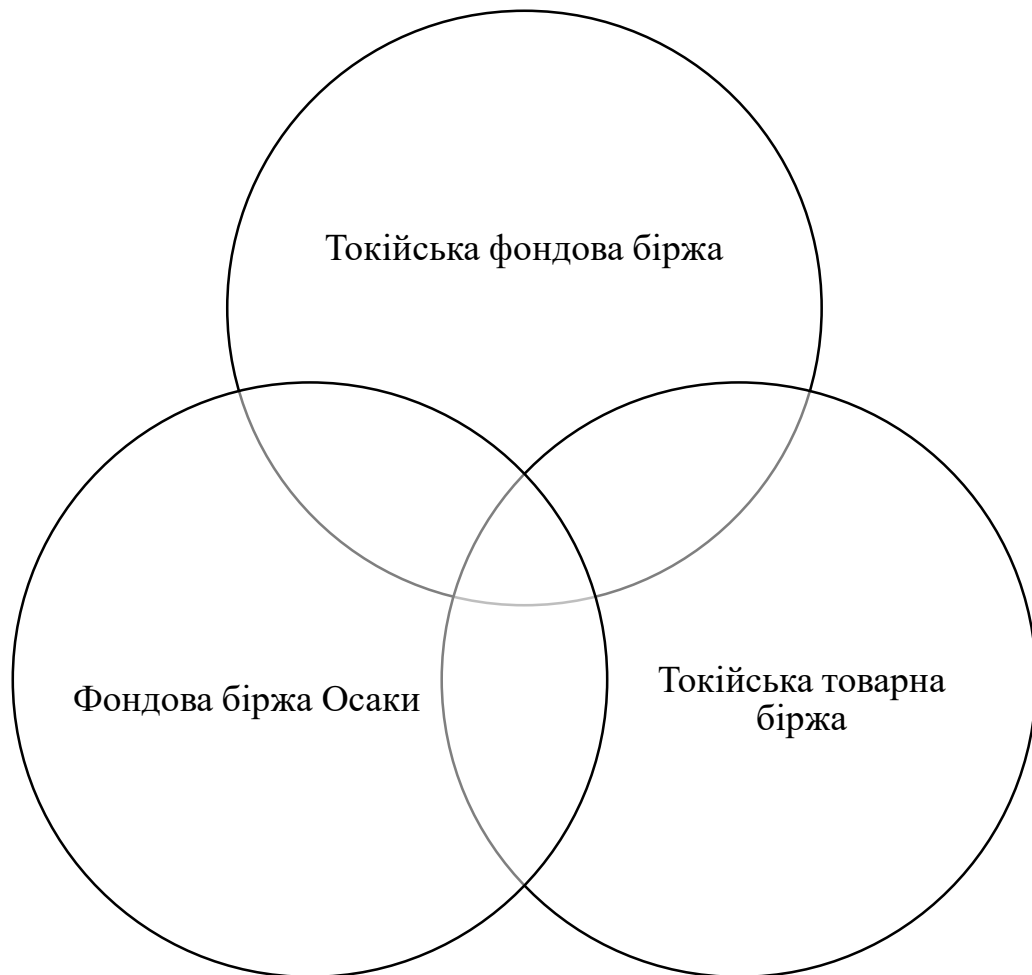 Токійська фондова біржа
Фондова біржа Осаки
Токійська товарна
біржа